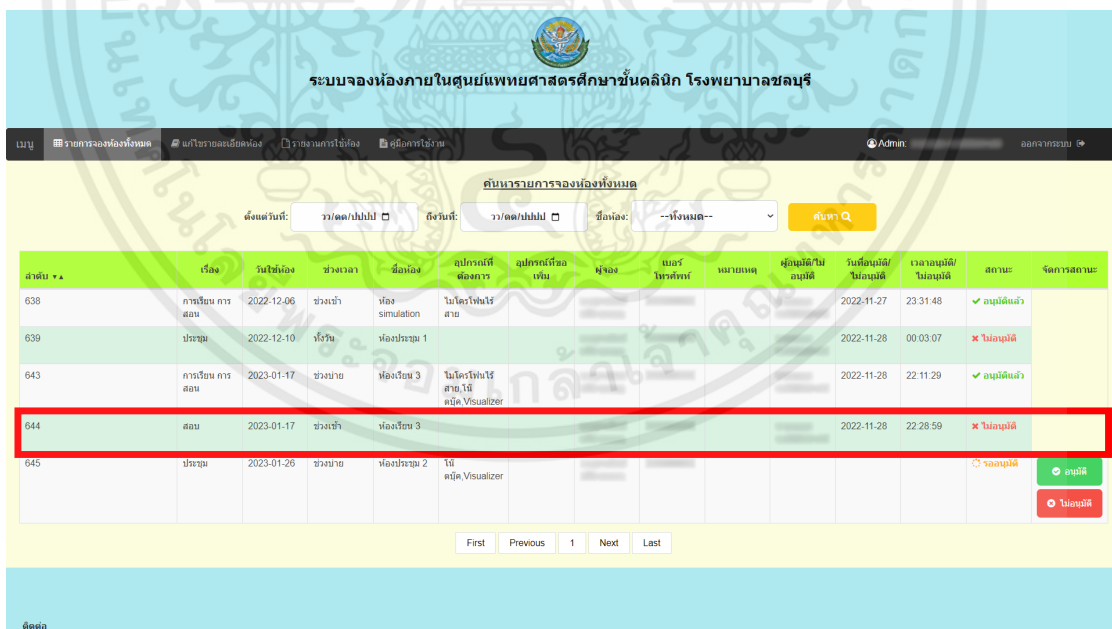 ระบบจองห้องภายในศูนย์แพทยศาสตรศึกษาชั้นคลินิก โรงพยาบาลชลบุรี
เมนู รายการจองห้องทั้งหมด แก้ไขรายละเอียดห้อง รายงานการใช้ห้อง คู่มือการใช้งาน Admin: ออกจากระบบ
ค้นหารายการจองห้องทั้งหมด
ตั้งแต่วันที่: วว/ดด/ปปปป ถึงวันที่: วว/ดด/ปปปป ชื่อห้อง: --ทั้งหมด-- ค้นหา
ลำดับ ▼▲ เรื่อง วันใช้ห้อง ช่วงเวลา ชื่อห้อง อุปกรณ์ที่ต้องการ อุปกรณ์ที่ขอเพิ่ม ผู้จอง เบอร์โทรศัพท์ หมายเหตุ ผู้อนุมัติ/ไม่อนุมัติ วันที่อนุมัติ/ไม่อนุมัติ เวลาอนุมัติ/ไม่อนุมัติ สถานะ จัดการสถานะ
638 การเรียน การสอน 2022-12-06 ช่วงเช้า ห้อง simulation ไมโครโฟนไร้สาย 2022-11-27 23:31:48 อนุมัติแล้ว
639 ประชุม 2022-12-10 ทั้งวัน ห้องประชุม 1 2022-11-28 00:03:07 ไม่อนุมัติ
643 การเรียน การสอน 2023-01-17 ช่วงบ่าย ห้องเรียน 3 ไมโครโฟนไร้สาย,โน๊ตบุ๊ค,Visualizer 2022-11-28 22:11:29 อนุมัติแล้ว
644 สอบ 2023-01-17 ช่วงเช้า ห้องเรียน 3 2022-11-28 22:28:59 ไม่อนุมัติ
645 ประชุม 2023-01-26 ช่วงบ่าย ห้องประชุม 2 โน๊ตบุ๊ค,Visualizer รออนุมัติ อนุมัติ
ไม่อนุมัติ
First Previous 1 Next Last
ติดต่อ